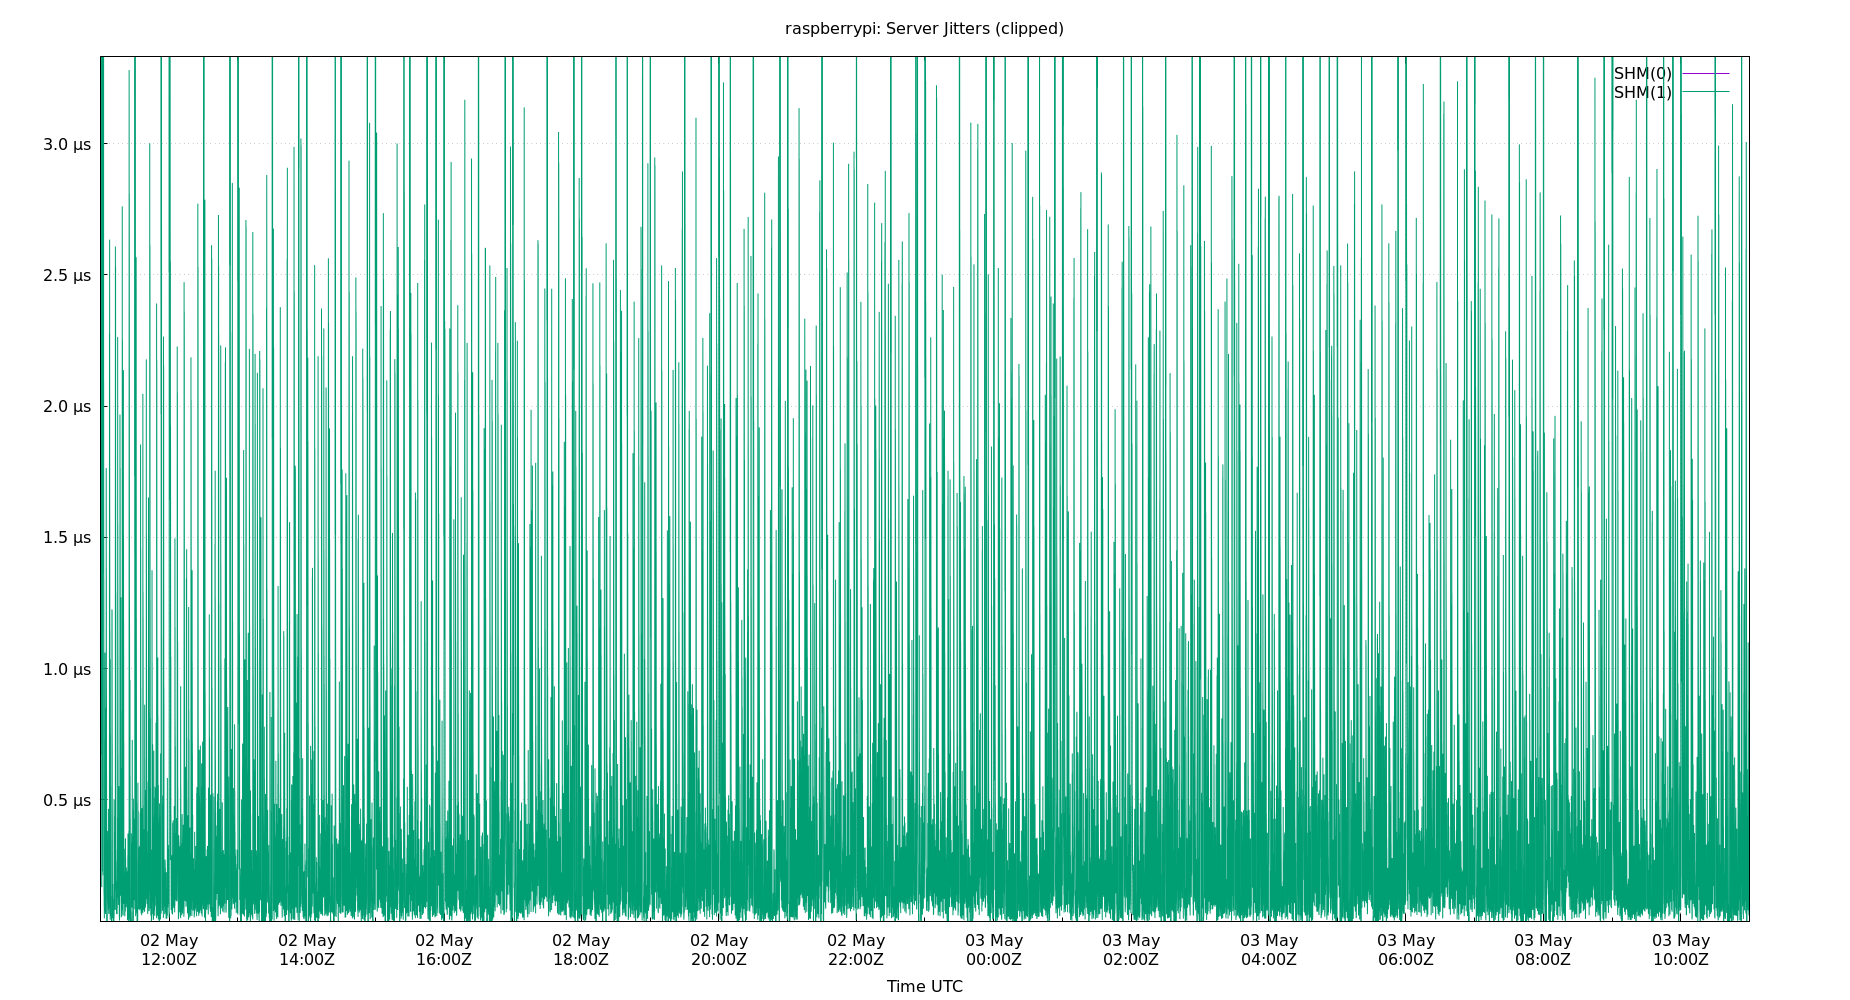 raspberrypi: Server Jitters (clipped)
SHM(0)
SHM(1)
3.0 µs
2.5 µs
2.0 µs
1.5 µs
1.0 µs
0.5 µs
02 May 02 May 02 May 02 May 02 May 02 May 03 May 03 May 03 May 03 May 03 May 03 May
12:00Z 14:00Z 16:00Z 18:00Z 20:00Z 22:00Z 00:00Z 02:00Z 04:00Z 06:00Z 08:00Z 10:00Z
Time UTC